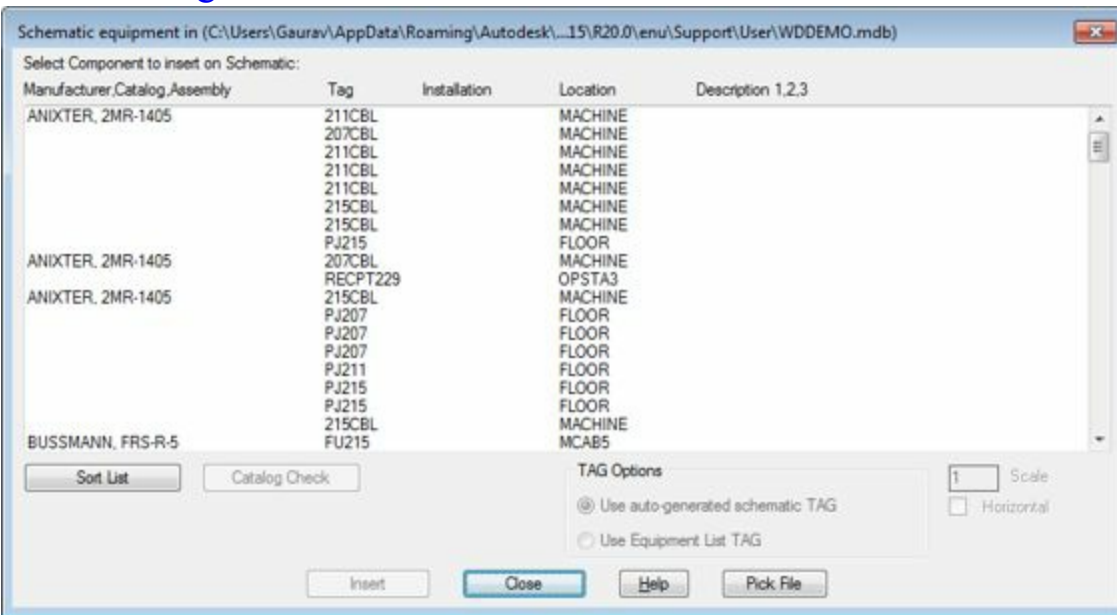 Schematic equipment in (C:\Users\Gaurav\AppData\Roaming\Autodesk\...15\R20.0\enu\Support\User\WDDEMO.mdb)
Select Component to insert on Schematic:
Manufacturer,Catalog,Assembly Tag Installation Location Description 1,2,3
ANIXTER, 2MR-1405 211CBL MACHINE
207CBL MACHINE
211CBL MACHINE
211CBL MACHINE
211CBL MACHINE
215CBL MACHINE
215CBL MACHINE
PJ215 FLOOR
ANIXTER, 2MR-1405 207CBL MACHINE
RECPT229 OPSTA3
ANIXTER, 2MR-1405 215CBL MACHINE
PJ207 FLOOR
PJ207 FLOOR
PJ207 FLOOR
PJ211 FLOOR
PJ215 FLOOR
PJ215 FLOOR
215CBL MACHINE
BUSSMANN, FRS-R-5 FU215 MCAB5
Sort List Catalog Check TAG Options 1 Scale
Use auto-generated schematic TAG Horizontal
Use Equipment List TAG
Insert Close Help Pick File